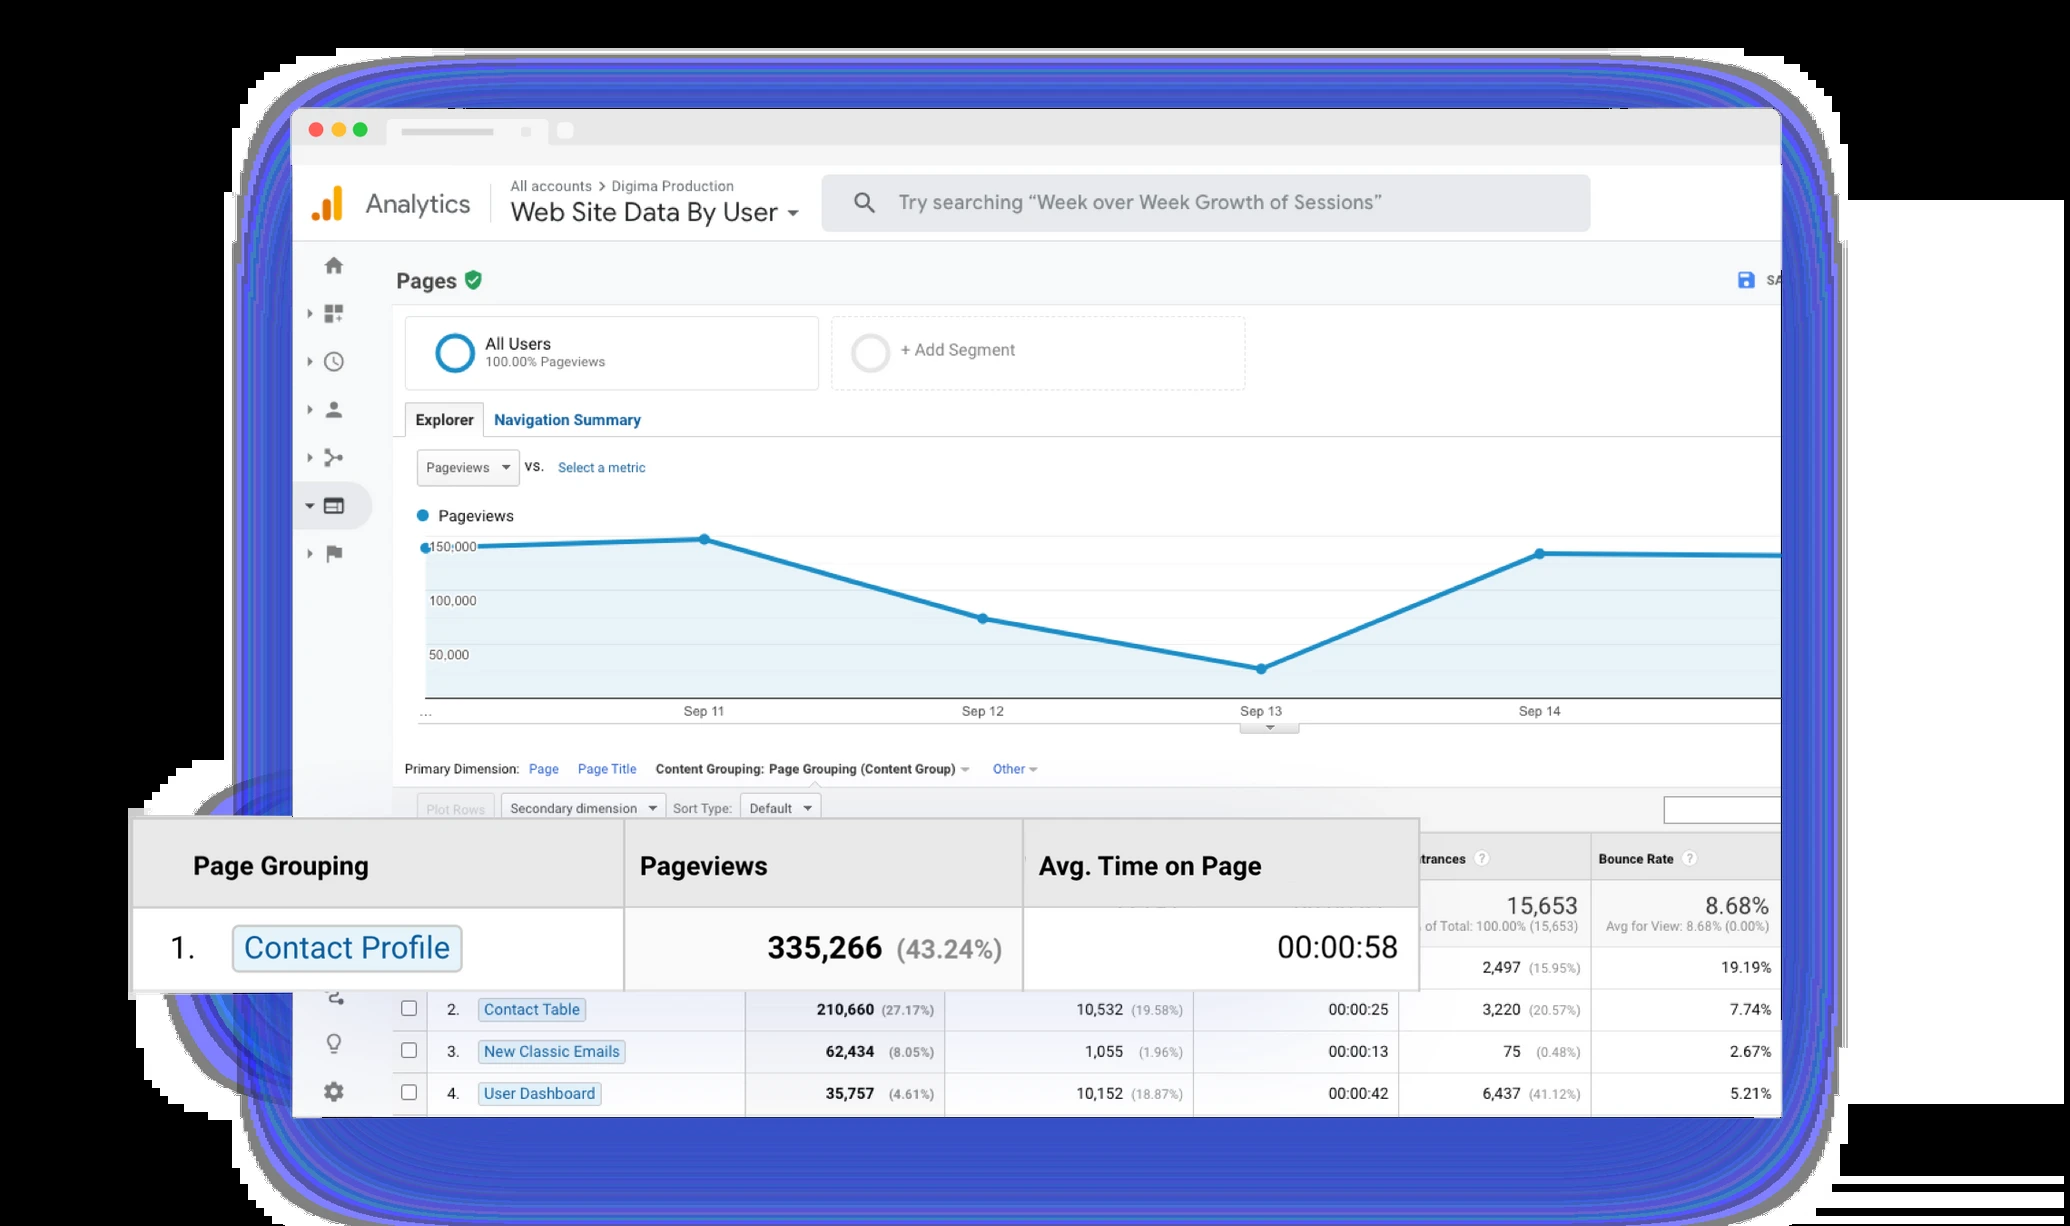 Analytics
All accounts > Digima Production
Web Site Data By User
Try searching “Week over Week Growth of Sessions”
Pages
All Users
100.00% Pageviews
+ Add Segment
Explorer
Navigation Summary
Pageviews
VS.
Select a metric
Pageviews
150,000
100,000
50,000
...
Sep 11
Sep 12
Sep 13
Sep 14
Primary Dimension: Page Page Title Content Grouping: Page Grouping (Content Group) Other
Plot Rows Secondary dimension Sort Type: Default
Page Grouping Pageviews Avg. Time on Page trances ? Bounce Rate ?
15,653 8.68%
of Total: 100.00% (15,653) Avg for View: 8.68% (0.00%)
1. Contact Profile 335,266 (43.24%) 00:00:58 2,497 (15.95%) 19.19%
2. Contact Table 210,660 (27.17%) 10,532 (19.58%) 00:00:25 3,220 (20.57%) 7.74%
3. New Classic Emails 62,434 (8.05%) 1,055 (1.96%) 00:00:13 75 (0.48%) 2.67%
4. User Dashboard 35,757 (4.61%) 10,152 (18.87%) 00:00:42 6,437 (41.12%) 5.21%